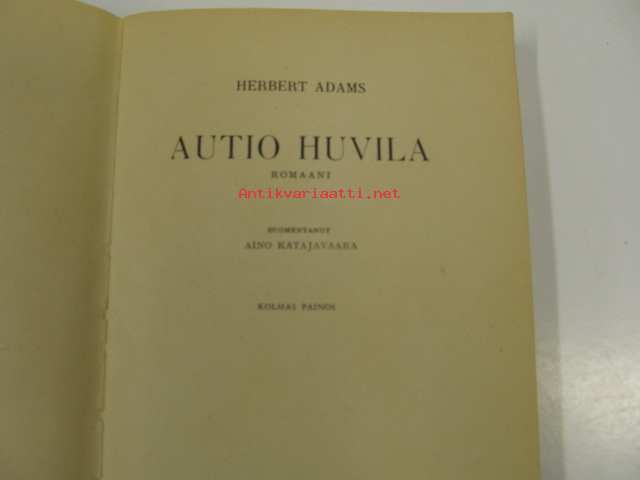 HERBERT ADAMS
AUTIO HUVILA
ROMAANI
Antikvariaatti.net
SUOMENTANUT
AINO KATAJAVAARA
KOLMAS PAINOS